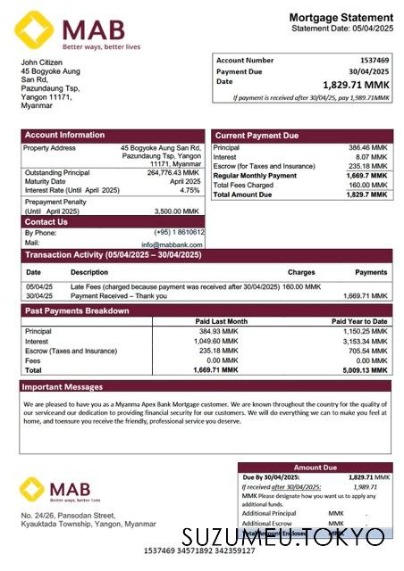 MAB
Better ways, better lives
Mortgage Statement
Statement Date: 05/04/2025
John Citizen
45 Bogyoke Aung
San Rd,
Pazundaung Tsp,
Yangon 11171,
Myanmar
Account Number 1537469
Payment Due 30/04/2025
Date 1,829.71 MMK
If payment is received after 30/04/25, pay 1,989.71MMK
Account Information
Property Address 45 Bogyoke Aung San Rd,
Pazundaung Tsp, Yangon
11171, Myanmar
Outstanding Principal 264,776.43 MMK
Maturity Date April 2025
Interest Rate (Until April 2025) 4.75%
Prepayment Penalty
(Until April 2025) 3,500.00 MMK
Contact Us
By Phone: (+95) 1 8610612
Mail: info@mabbank.com
Current Payment Due
Principal 386.46 MMK
Interest 8.07 MMK
Escrow (for Taxes and Insurance) 235.18 MMK
Regular Monthly Payment 1,669.7 MMK
Total Fees Charged 160.00 MMK
Total Amount Due 1,829.7 MMK
Transaction Activity (05/04/2025 – 30/04/2025)
Date Description Charges Payments
05/04/25 Late Fees (charged because payment was received after 30/04/2025) 160.00 MMK
30/04/25 Payment Received – Thank you 1,669.71 MMK
Past Payments Breakdown
Paid Last Month Paid Year to Date
Principal 384.93 MMK 1,150.25 MMK
Interest 1,049.60 MMK 3,153.34 MMK
Escrow (Taxes and Insurance) 235.18 MMK 705.54 MMK
Fees 0.00 MMK 0.00 MMK
Total 1,669.71 MMK 5,009.13 MMK
Important Messages
We are pleased to have you as a Myanma Apex Bank Mortgage customer. We are known throughout the country for the quality of
our serviceand our dedication to providing financial security for our customers. We will do everything we can to make you feel at
home, and toensure you receive the friendly, professional service you deserve.
MAB
Better ways, better lives
No. 24/26, Pansodan Street,
Kyauktada Township, Yangon, Myanmar
Amount Due
Due By 30/04/2025: 1,829.71 MMK
If received after 30/04/2025: 1,989.71
MMK Please designate how you want us to apply any
additional funds.
Additional Principal MMK .
Additional Escrow MMK .
Total Amount Enclosed MMK
SUZUMEU.TOKYO
1537469 34571892 342359127